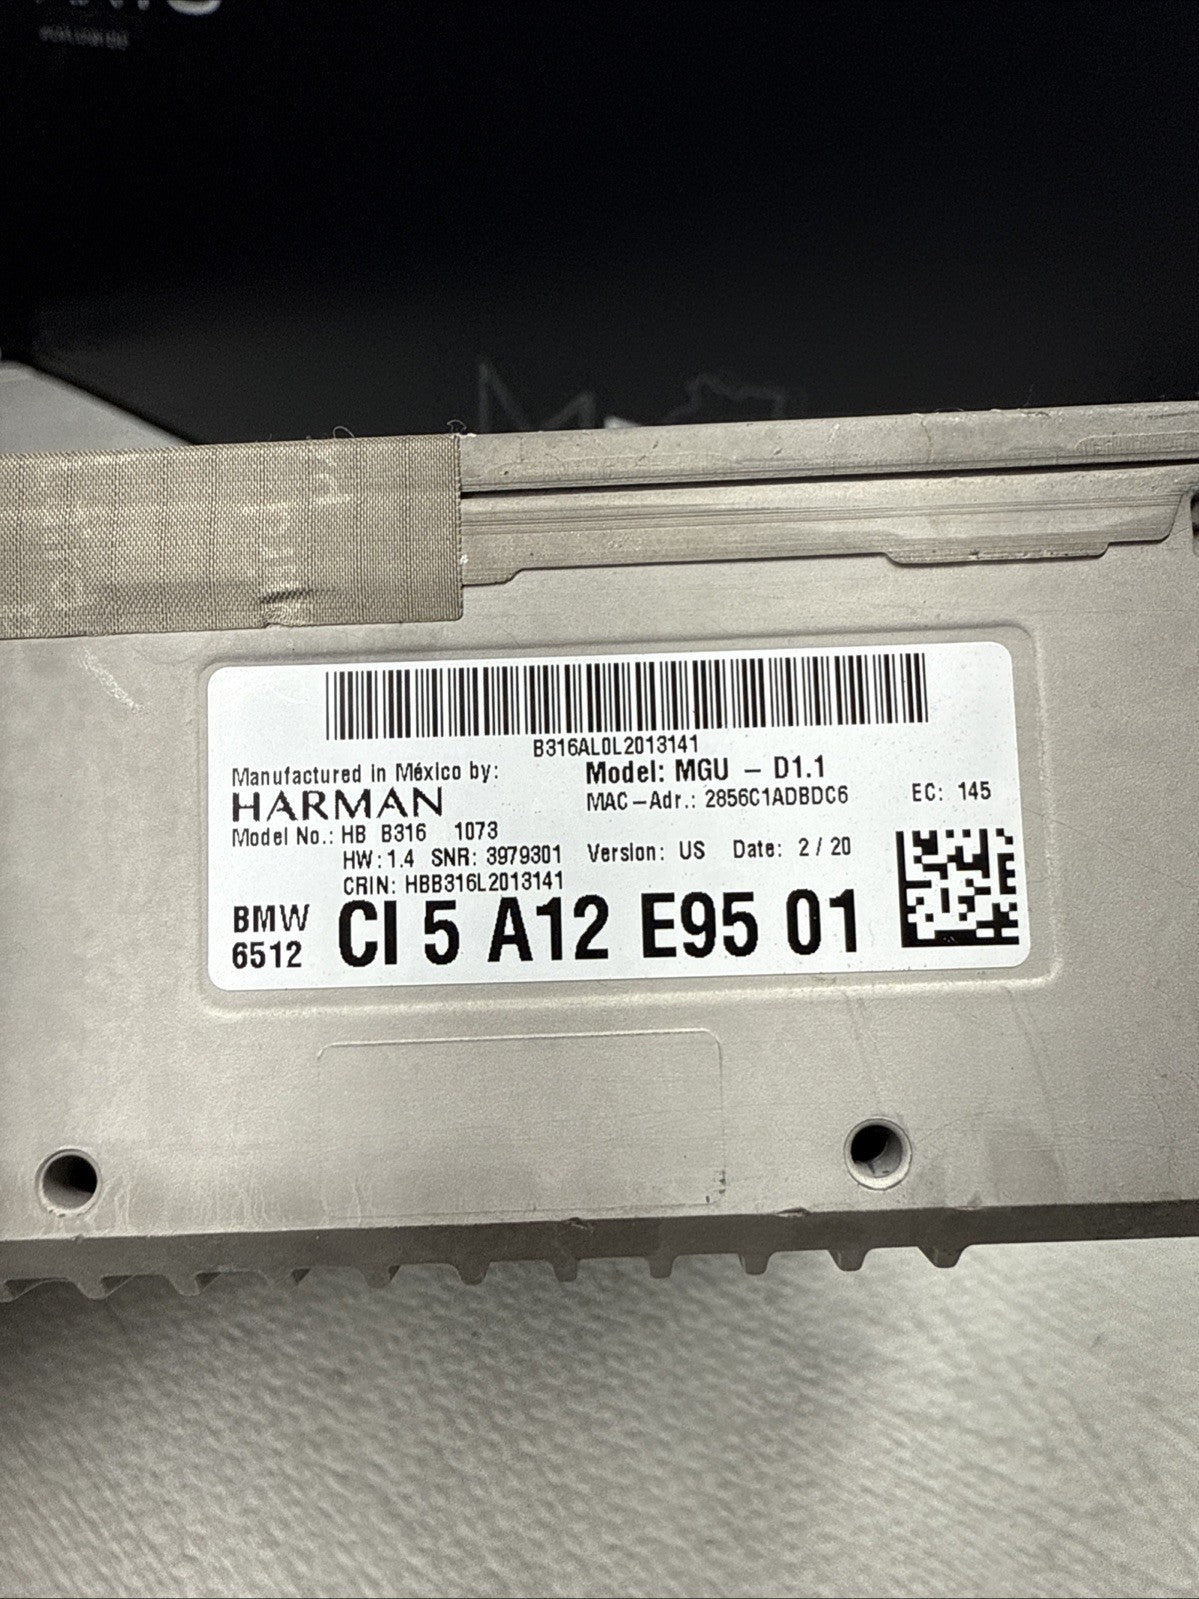 B316AL0L2013141
Manufactured in México by:
HARMAN
Model: MGU – D1.1
MAC–Adr.: 2856C1ADBDC6 EC: 145
Model No.: HB B316 1073
HW:1.4 SNR: 3979301 Version: US Date: 2 / 20
CRIN: HBB316L2013141
BMW
6512
CI 5 A12 E95 01
E